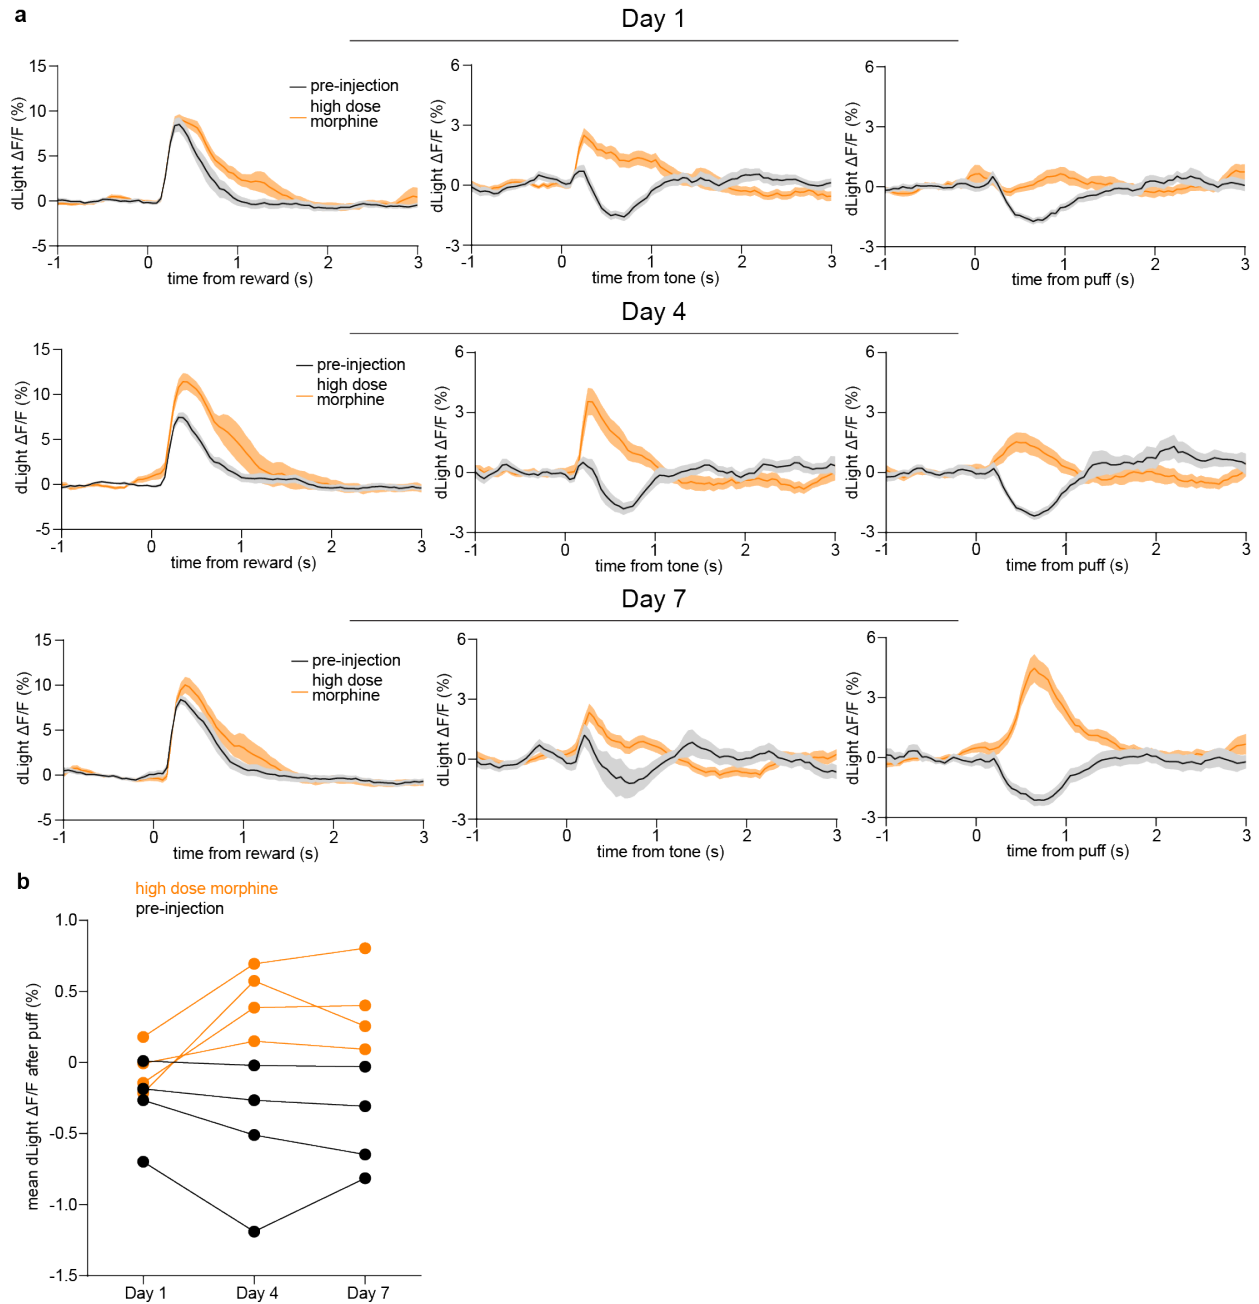 a
Day 1
15
10
5
0
-5
-1
0
1
2
3
dLight ΔF/F (%)
time from reward (s)
pre-injection
high dose
morphine
6
3
0
-3
-1
0
1
2
3
dLight ΔF/F (%)
time from tone (s)
6
3
0
-3
-1
0
1
2
3
dLight ΔF/F (%)
time from puff (s)
Day 4
15
10
5
0
-5
-1
0
1
2
3
dLight ΔF/F (%)
time from reward (s)
pre-injection
high dose
morphine
6
3
0
-3
-1
0
1
2
3
dLight ΔF/F (%)
time from tone (s)
6
3
0
-3
-1
0
1
2
3
dLight ΔF/F (%)
time from puff (s)
Day 7
15
10
5
0
-5
-1
0
1
2
3
dLight ΔF/F (%)
time from reward (s)
pre-injection
high dose
morphine
6
3
0
-3
-1
0
1
2
3
dLight ΔF/F (%)
time from tone (s)
6
3
0
-3
-1
0
1
2
3
dLight ΔF/F (%)
time from puff (s)
b
high dose morphine
pre-injection
1.0
0.5
0
-0.5
-1.0
-1.5
mean dLight ΔF/F after puff (%)
Day 1
Day 4
Day 7